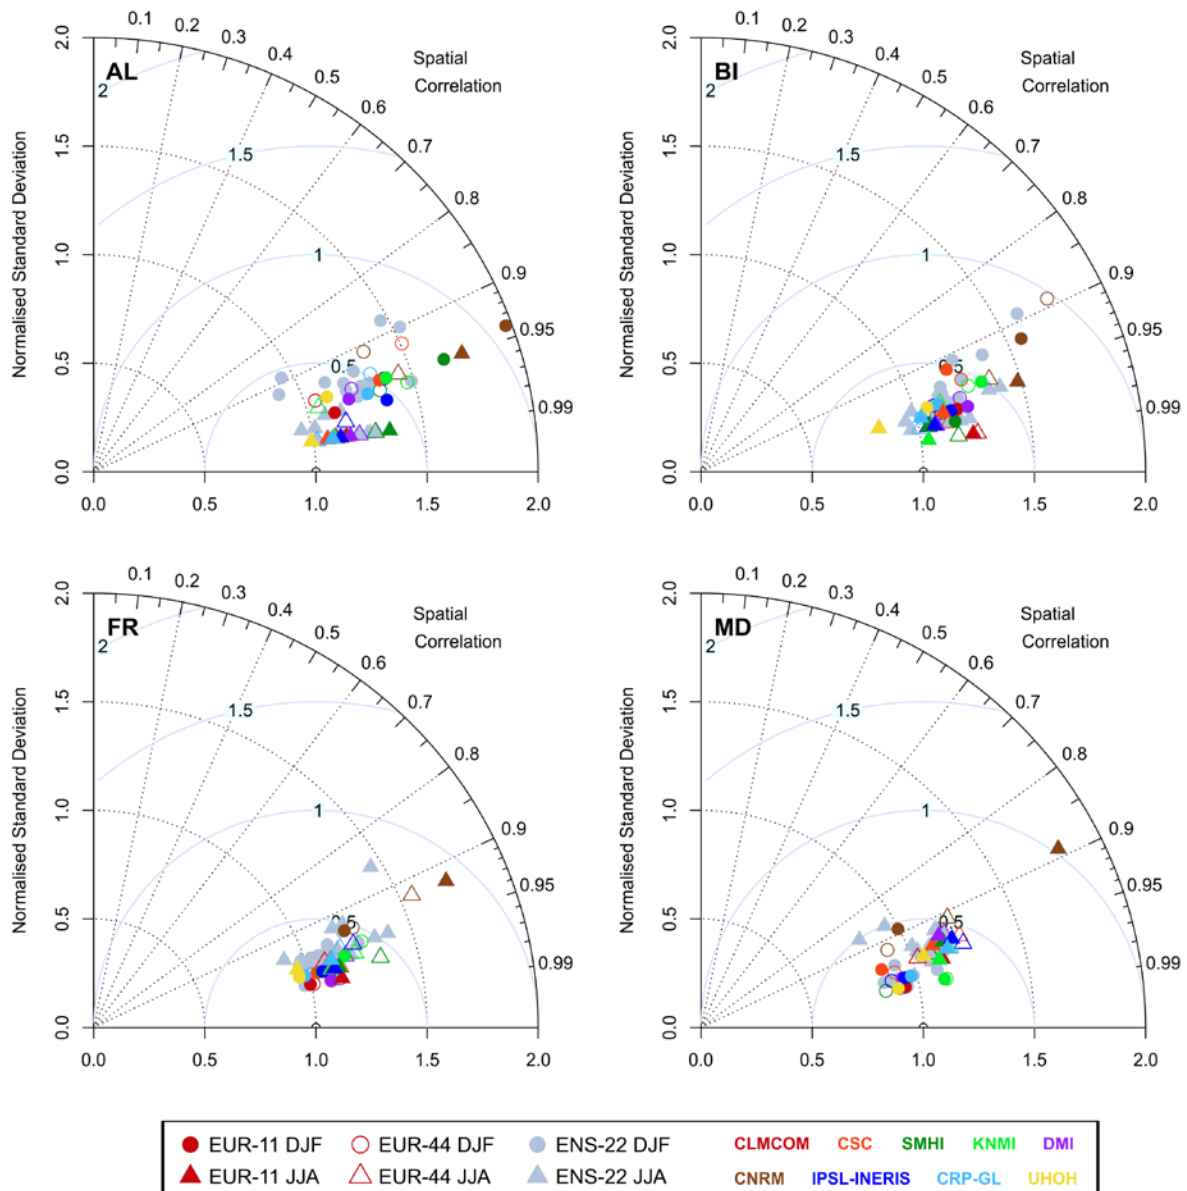 AL
Spatial
Correlation
0.1 0.2 0.3 0.4 0.5 0.6 0.7 0.8 0.9 0.95 0.99
Normalised Standard Deviation
2.0 1.5 1.0 0.5 0.0
2 1.5 1 0.5
0.0 0.5 1.0 1.5 2.0
BI
Spatial
Correlation
0.1 0.2 0.3 0.4 0.5 0.6 0.7 0.8 0.9 0.95 0.99
Normalised Standard Deviation
2.0 1.5 1.0 0.5 0.0
2 1.5 1 0.5
0.0 0.5 1.0 1.5 2.0
FR
Spatial
Correlation
0.1 0.2 0.3 0.4 0.5 0.6 0.7 0.8 0.9 0.95 0.99
Normalised Standard Deviation
2.0 1.5 1.0 0.5 0.0
2 1.5 1 0.5
0.0 0.5 1.0 1.5 2.0
MD
Spatial
Correlation
0.1 0.2 0.3 0.4 0.5 0.6 0.7 0.8 0.9 0.95 0.99
Normalised Standard Deviation
2.0 1.5 1.0 0.5 0.0
2 1.5 1 0.5
0.0 0.5 1.0 1.5 2.0
EUR-11 DJF EUR-44 DJF ENS-22 DJF CLMCOM CSC SMHI KNMI DMI
EUR-11 JJA EUR-44 JJA ENS-22 JJA CNRM IPSL-INERIS CRP-GL UHOH